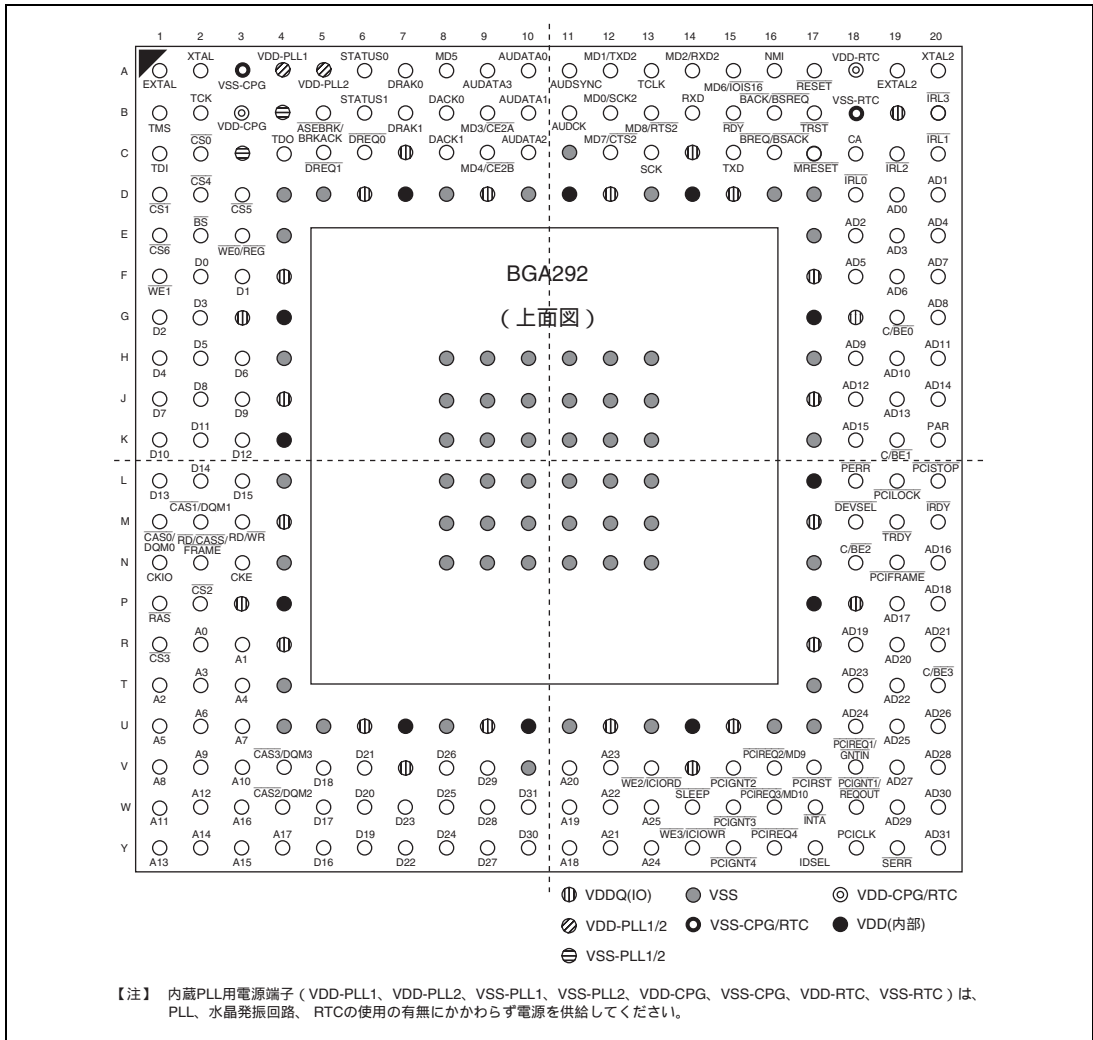 1 2 3 4 5 6 7 8 9 10 11 12 13 14 15 16 17 18 19 20
XTAL VDD-PLL1 STATUS0 MD5 AUDATA0 MD1/TXD2 MD2/RXD2 NMI VDD-RTC XTAL2
A
EXTAL VSS-CPG VDD-PLL2 DRAK0 AUDATA3 AUDSYNC TCLK MD6/IOIS16 RESET EXTAL2
TCK STATUS1 DACK0 AUDATA1 MD0/SCK2 RXD BACK/BSREQ VSS-RTC IRL3
B
TMS VDD-CPG ASEBRK/ DRAK1 MD3/CE2A AUDCK MD8/RTS2 RDY TRST
CS0 TDO BRKACK DREQ0 DACK1 AUDATA2 MD7/CTS2 BREQ/BSACK CA IRL1
C
TDI DREQ1 MD4/CE2B SCK TXD MRESET IRL2
CS4 IRL0 AD1
D
CS1 CS5 AD0
BS AD2 AD4
E
CS6 WE0/REG AD3
D0 AD5 AD7
F
WE1 D1 AD6
D3 AD8
G
D2 C/BE0
D5 AD9 AD11
H
D4 D6 AD10
D8 AD12 AD14
J
D7 D9 AD13
D11 AD15 PAR
K
D10 D12 C/BE1
D14 PERR PCISTOP
L
D13 D15 PCILOCK
CAS1/DQM1 DEVSEL IRDY
M
CAS0/ RD/CASS/ RD/WR TRDY
DQM0 FRAME C/BE2 AD16
N
CKIO CKE PCIFRAME
CS2 AD18
P
RAS AD17
A0 AD19 AD21
R
CS3 A1 AD20
A3 AD23 C/BE3
T
A2 A4 AD22
A6 AD24 AD26
U
A5 A7 PCIREQ1/ AD25
A9 CAS3/DQM3 D21 D26 A23 PCIREQ2/MD9 GNTIN AD28
V
A8 A10 D18 D29 A20 WE2/ICIORD PCIGNT2 PCIRST PCIGNT1/ AD27
A12 CAS2/DQM2 D20 D25 D31 A22 SLEEP PCIREQ3/MD10 REQOUT AD30
W
A11 A16 D17 D23 D28 A19 A25 PCIGNT3 INTA AD29
A14 A17 D19 D24 D30 A21 WE3/ICIOWR PCIREQ4 PCICLK AD31
Y
A13 A15 D16 D22 D27 A18 A24 PCIGNT4 IDSEL SERR
BGA292
（上面図）
VDDQ(IO) VSS VDD-CPG/RTC
VDD-PLL1/2 VSS-CPG/RTC VDD(内部)
VSS-PLL1/2
【注】 内蔵PLL用電源端子（VDD-PLL1、VDD-PLL2、VSS-PLL1、VSS-PLL2、VDD-CPG、VSS-CPG、VDD-RTC、VSS-RTC）は、
PLL、水晶発振回路、RTCの使用の有無にかかわらず電源を供給してください。